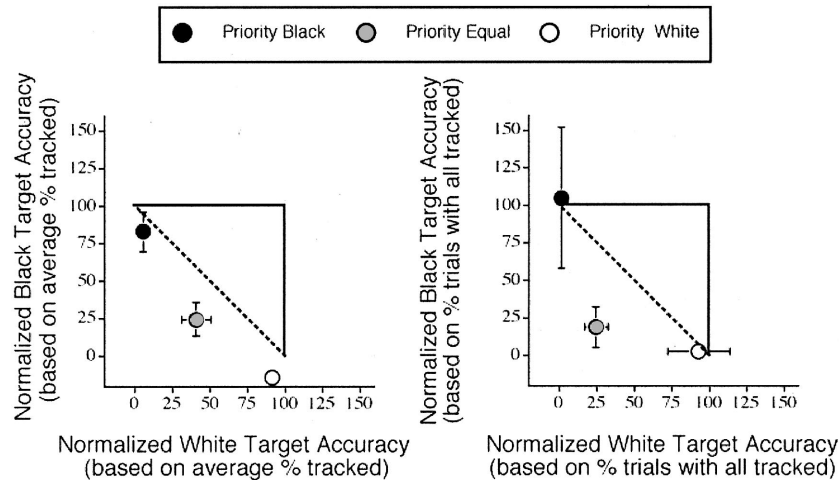 Priority Black Priority Equal Priority White
Normalized Black Target Accuracy
(based on average % tracked)
150
125
100
75
50
25
0
0 25 50 75 100 125 150
Normalized White Target Accuracy
(based on average % tracked)
Normalized Black Target Accuracy
(based on % trials with all tracked)
150
125
100
75
50
25
0
0 25 50 75 100 125 150
Normalized White Target Accuracy
(based on % trials with all tracked)